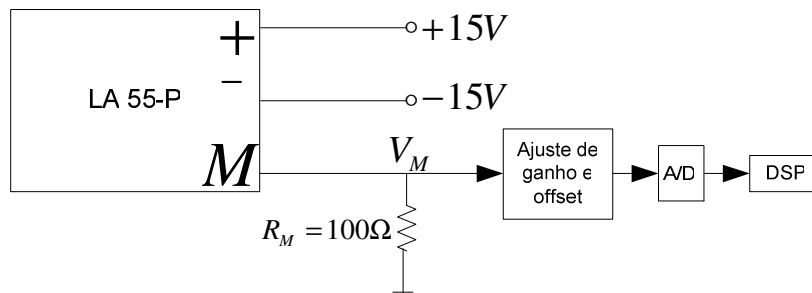 LA 55-P
+
-
M
+15V
-15V
V_M
R_M = 100Ω
Ajuste de
ganho e
offset
A/D
DSP